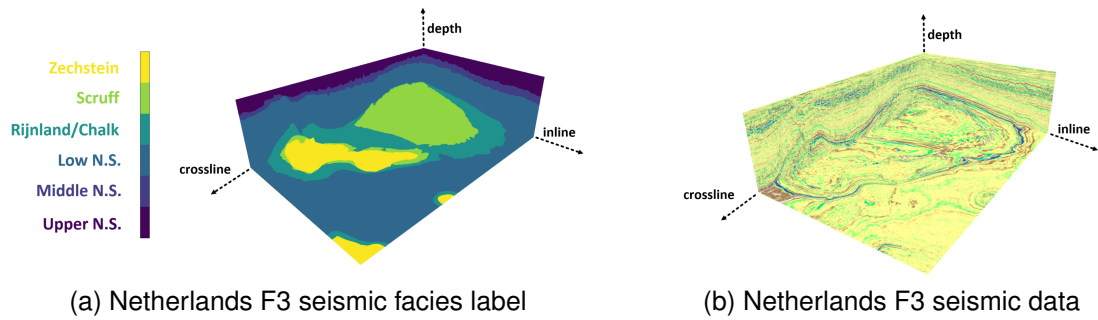 Zechstein
Scruff
Rijnland/Chalk
Low N.S.
Middle N.S.
Upper N.S.
depth
inline
crossline
(a) Netherlands F3 seismic facies label
depth
inline
crossline
(b) Netherlands F3 seismic data